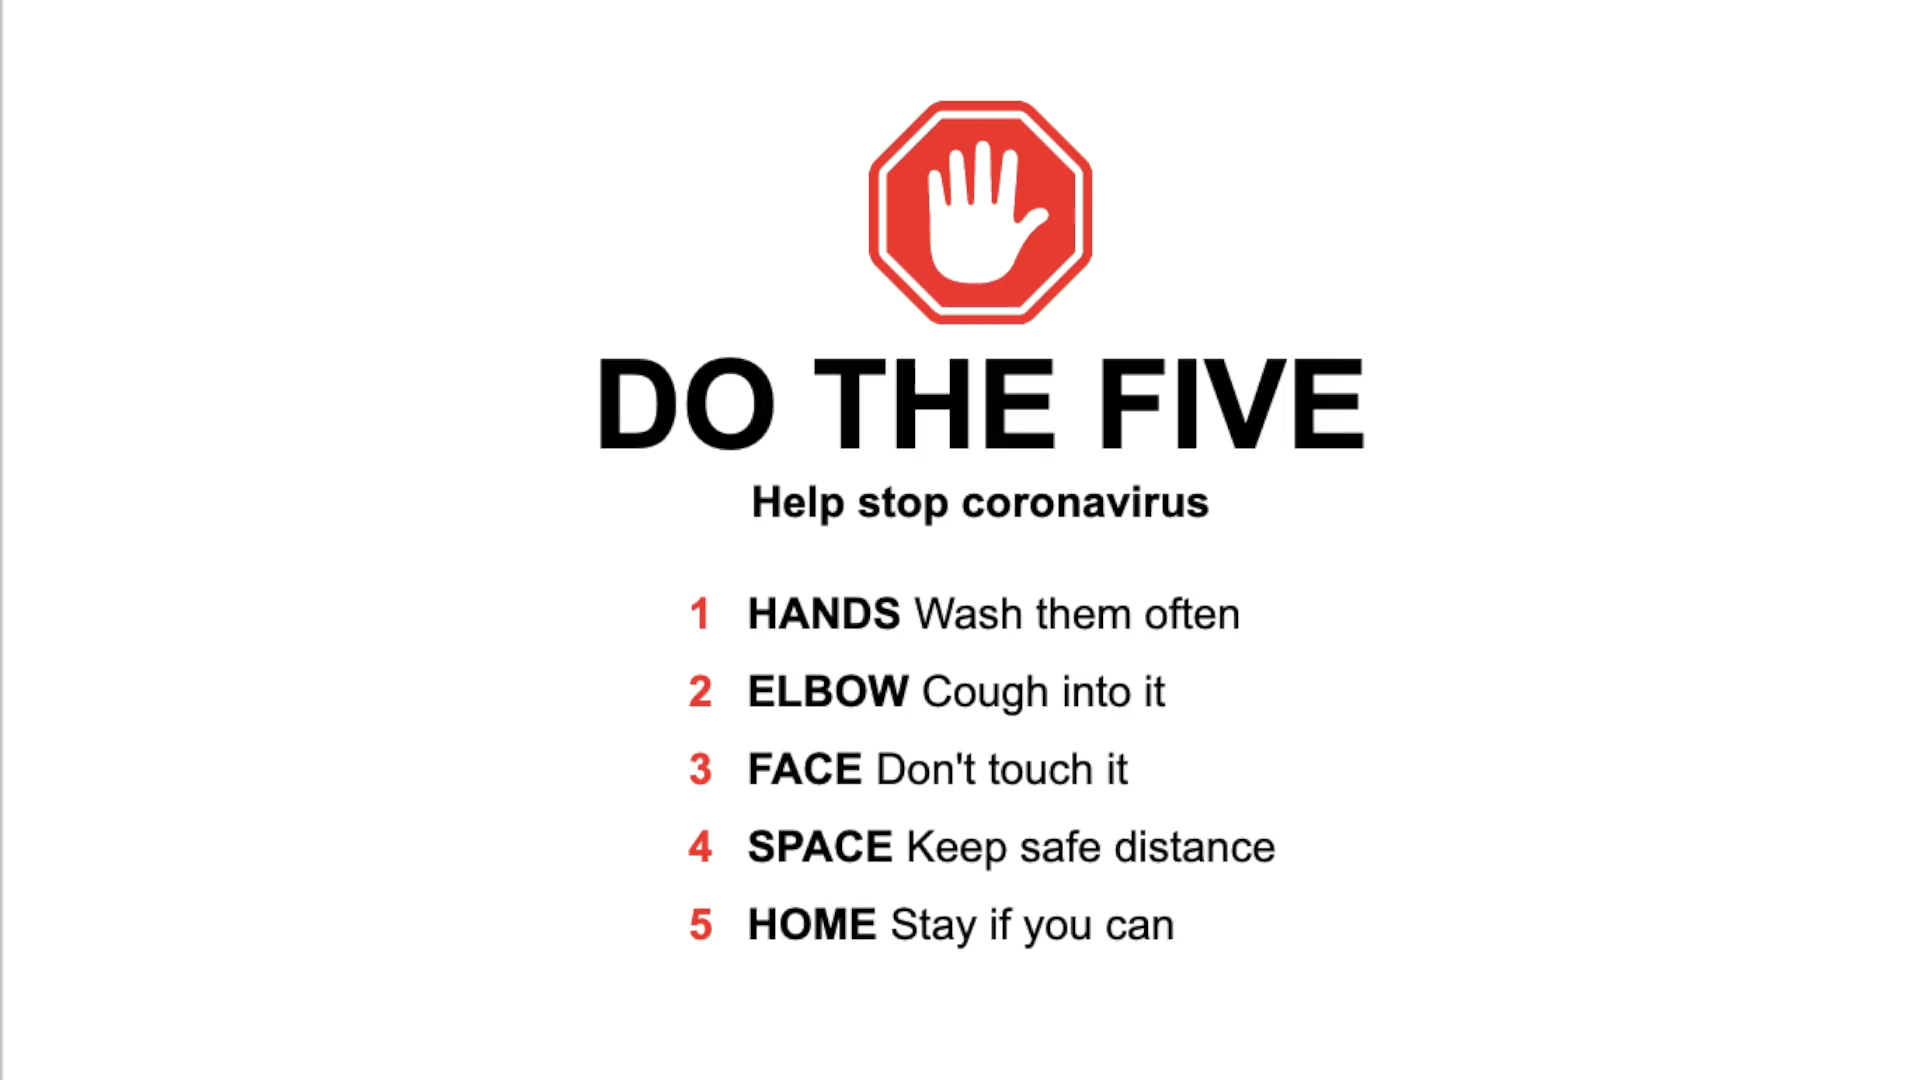 DO THE FIVE
Help stop coronavirus
1 HANDS Wash them often
2 ELBOW Cough into it
3 FACE Don't touch it
4 SPACE Keep safe distance
5 HOME Stay if you can